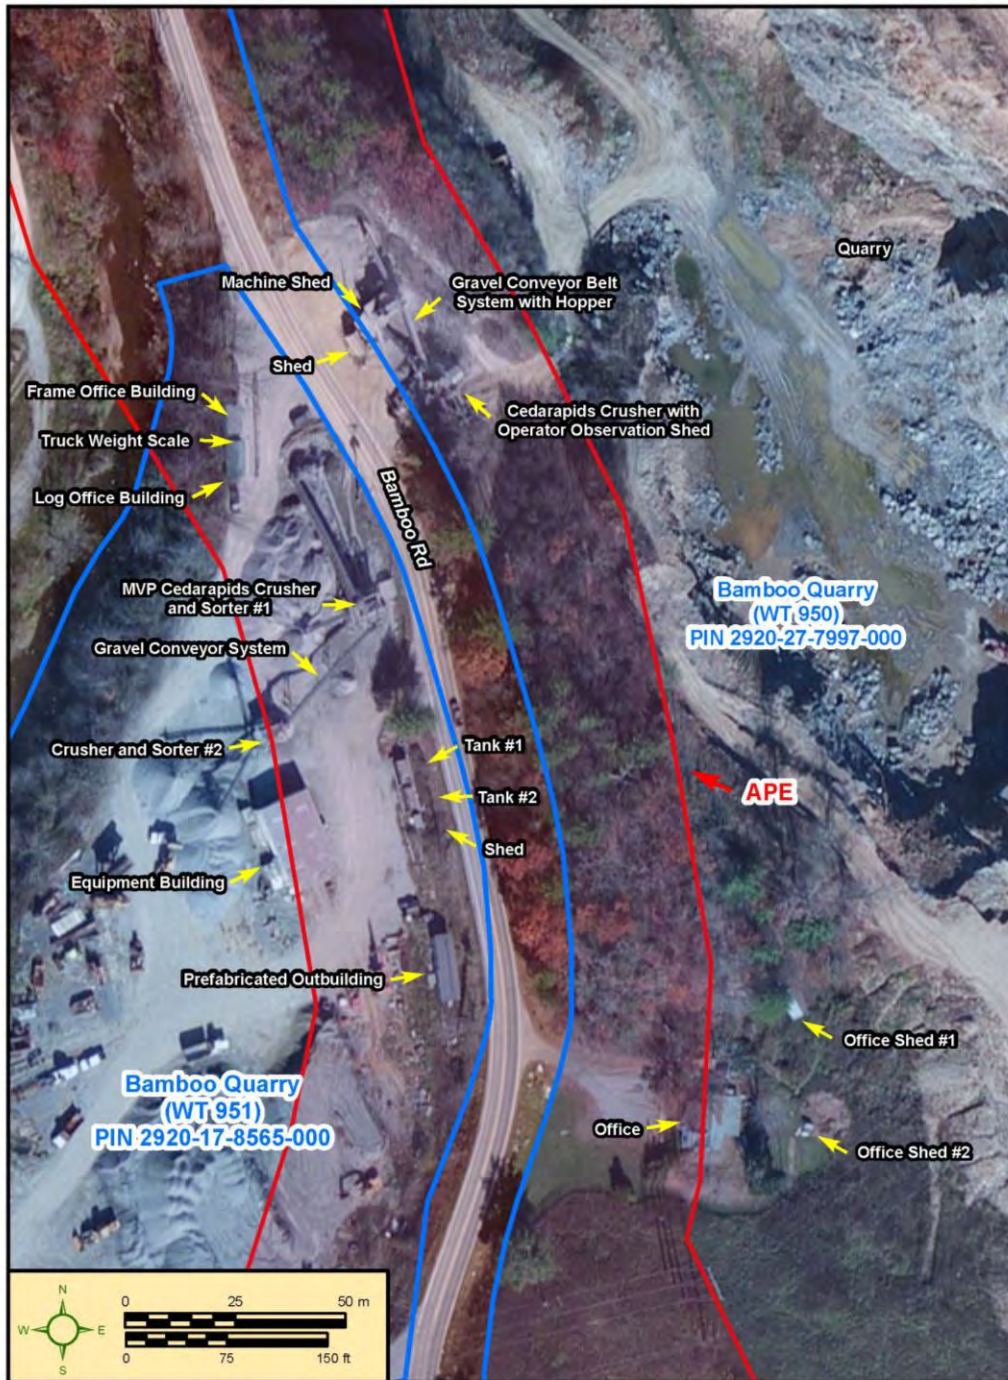 Quarry
Machine Shed
Gravel Conveyor Belt
System with Hopper
Shed
Frame Office Building
Cedarapids Crusher with
Operator Observation Shed
Truck Weight Scale
Log Office Building
Bamboo Rd
MVP Cedarapids Crusher
and Sorter #1
Bamboo Quarry
(WT 950)
PIN 2920-27-7997-000
Gravel Conveyor System
Crusher and Sorter #2
Tank #1
Tank #2
APE
Shed
Equipment Building
Prefabricated Outbuilding
Office Shed #1
Bamboo Quarry
(WT 951)
PIN 2920-17-8565-000
Office
Office Shed #2
N
W
E
S
0 25 50 m
0 75 150 ft